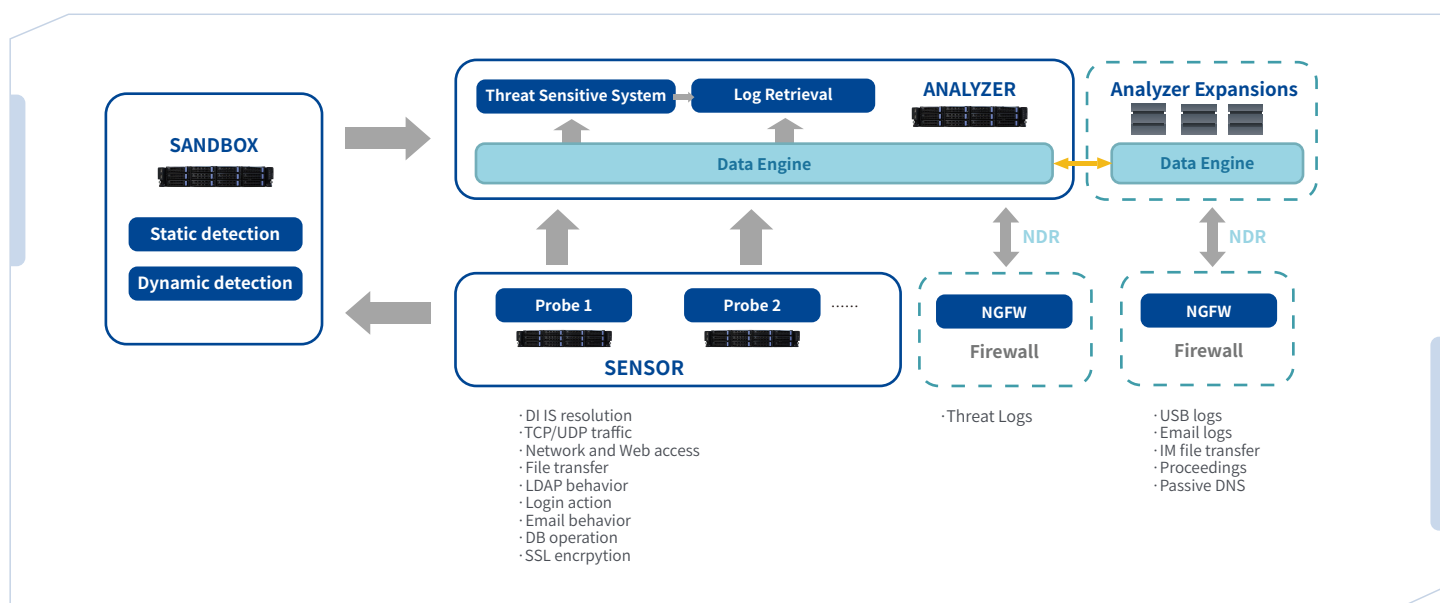 SANDBOX
Static detection
Dynamic detection
Threat Sensitive System
Log Retrieval
ANALYZER
Data Engine
Analyzer Expansions
Data Engine
NDR
NDR
Probe 1
Probe 2
......
SENSOR
NGFW
Firewall
NGFW
Firewall
·DI IS resolution
·TCP/UDP traffic
·Network and Web access
·File transfer
·LDAP behavior
·Login action
·Email behavior
·DB operation
·SSL encrpytion
·Threat Logs
·USB logs
·Email logs
·IM file transfer
·Proceedings
·Passive DNS